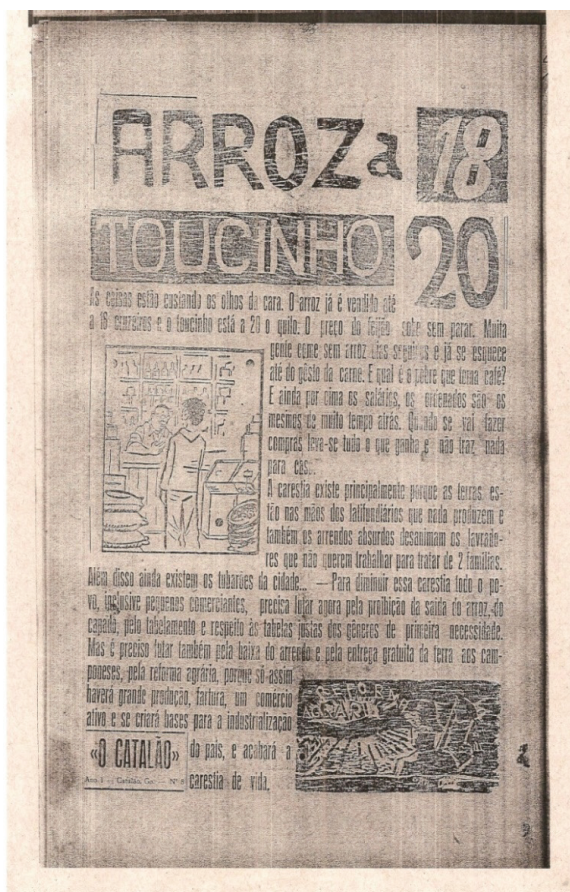 ARROZ a 18
TOUCINHO 20
As coisas estão custando os olhos da cara. O arroz já é vendido até
a 18 cruzeiros e o toucinho está a 20 o quilo. O preço do feijão sobe sem parar. Muita
gente come sem arroz dias seguidos e já se esquece
até do gôsto da carne. E qual é o pobre que toma café?
E ainda por cima os salários, os ordenados são os
mesmos de muito tempo atrás. Quando se vai fazer
compras leva-se tudo o que ganha e não traz nada
para casa.
A carestia existe principalmente porque as terras es-
tão nas mãos dos latifundiários que nada produzem e
também os arrendos absurdos desanimam os lavrado-
res que não querem trabalhar para tratar de 2 famílias.
Além disso ainda existem os tubarões da cidade... — Para diminuir essa carestia todo o po-
vo, inclusive pequenos comerciantes, precisa lutar agora pela proibição da saída do arroz, do
capado, pelo tabelamento e respeito às tabelas justas dos gêneros de primeira necessidade.
Mas é preciso lutar também pela baixa do arrendo e pela entrega gratuita da terra aos cam-
poneses, pela reforma agrária, porque só assim
haverá grande produção, fartura, um comércio
ativo e se criará bases para a industrialização
do país, e acabará a
carestia de vida.
REFORMA
AGRARIA
«O CATALÃO»
Ano I — Catalão, Go. — Nº